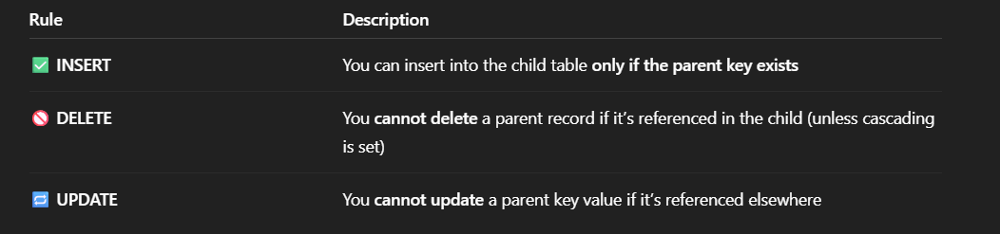 Rule Description
✅ INSERT You can insert into the child table only if the parent key exists
🚫 DELETE You cannot delete a parent record if it’s referenced in the child (unless cascading
is set)
🔁 UPDATE You cannot update a parent key value if it’s referenced elsewhere